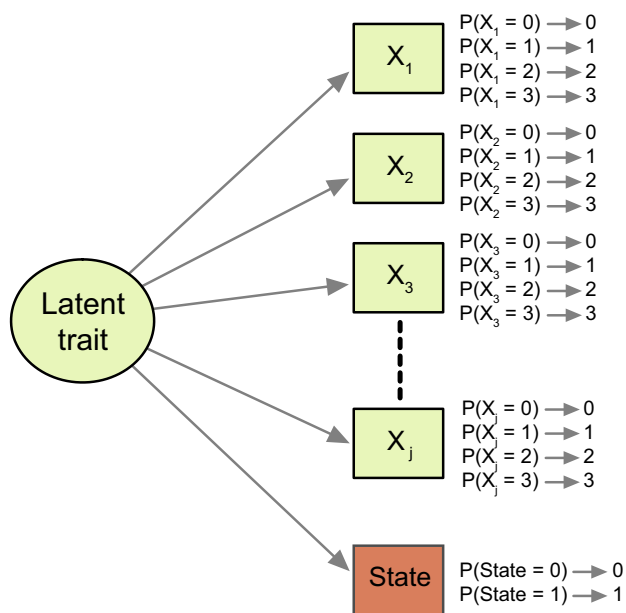 P(X₁ = 0) → 0
P(X₁ = 1) → 1
P(X₁ = 2) → 2
P(X₁ = 3) → 3
X₁
P(X₂ = 0) → 0
P(X₂ = 1) → 1
P(X₂ = 2) → 2
P(X₂ = 3) → 3
X₂
P(X₃ = 0) → 0
P(X₃ = 1) → 1
P(X₃ = 2) → 2
P(X₃ = 3) → 3
X₃
Latent
trait
P(Xⱼ = 0) → 0
P(Xⱼ = 1) → 1
P(Xⱼ = 2) → 2
P(Xⱼ = 3) → 3
Xⱼ
State
P(State = 0) → 0
P(State = 1) → 1